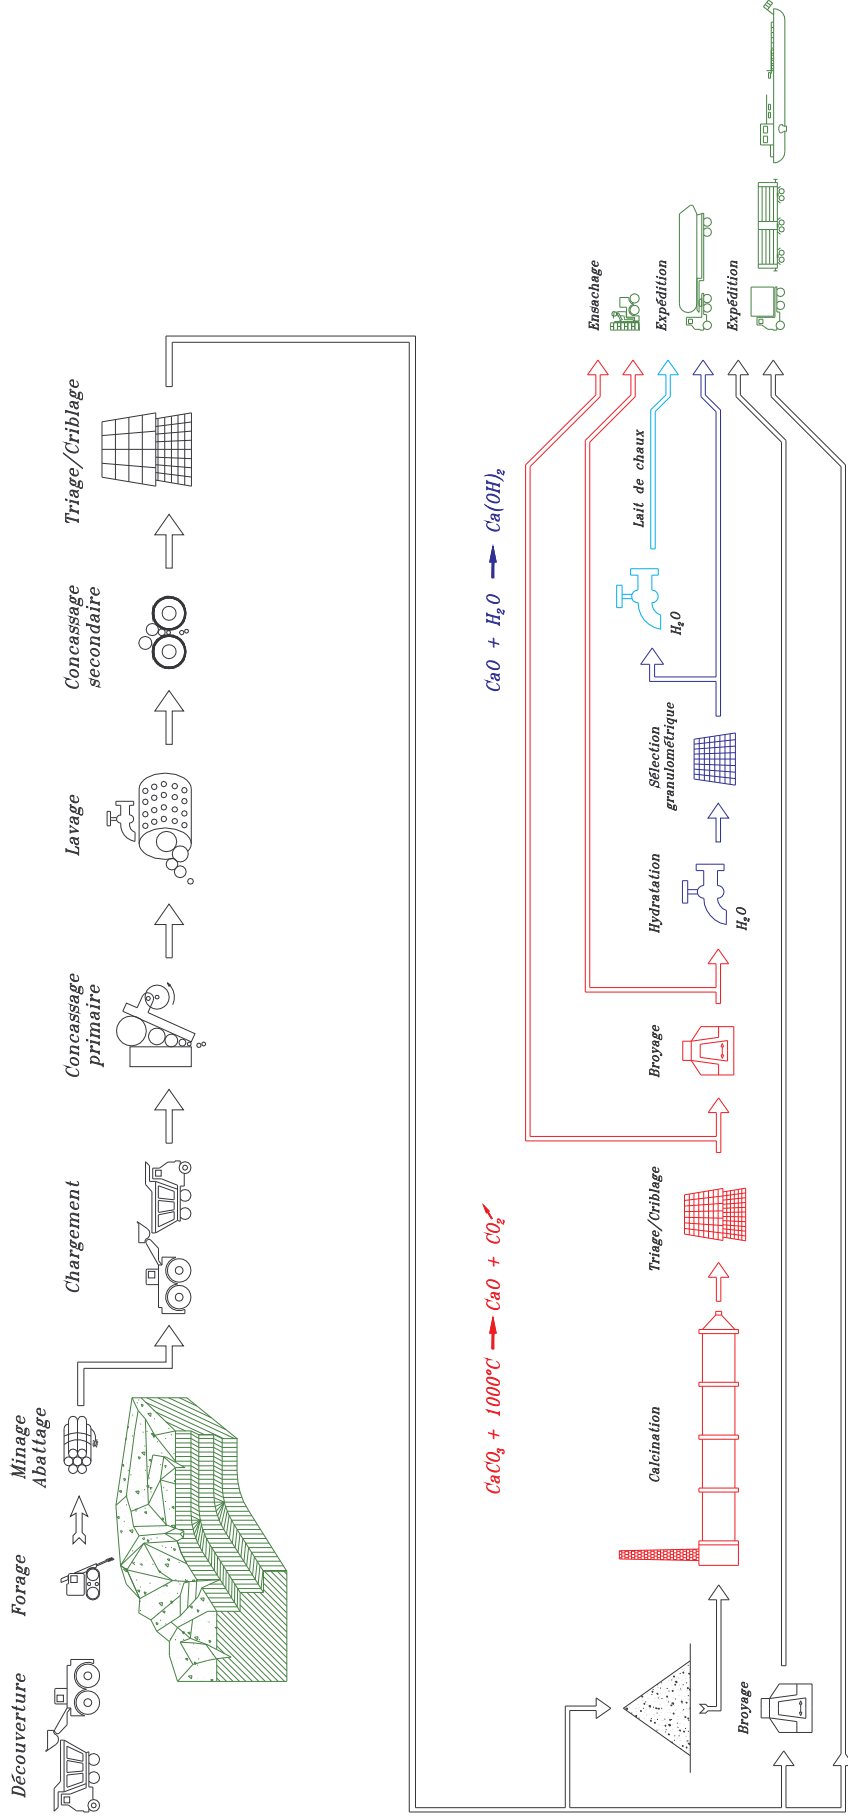 Découverte
Forage
Minage
Abattage
Chargement
Concassage
primaire
Lavage
Concassage
secondaire
Triage/Criblage
CaCO3 + 1000°C → CaO + CO2
CaO + H2O → Ca(OH)2
Broyage
Calcination
Triage/Criblage
Broyage
Hydratation
H2O
Sélection
granulométrique
H2O
Lait de chaux
Ensachage
Expédition
Expédition